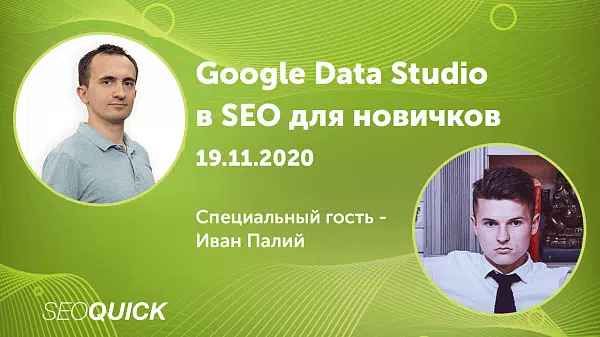 Google Data Studio
в SEO для новичков
19.11.2020
Специальный гость -
Иван Палий
SEOQUICK